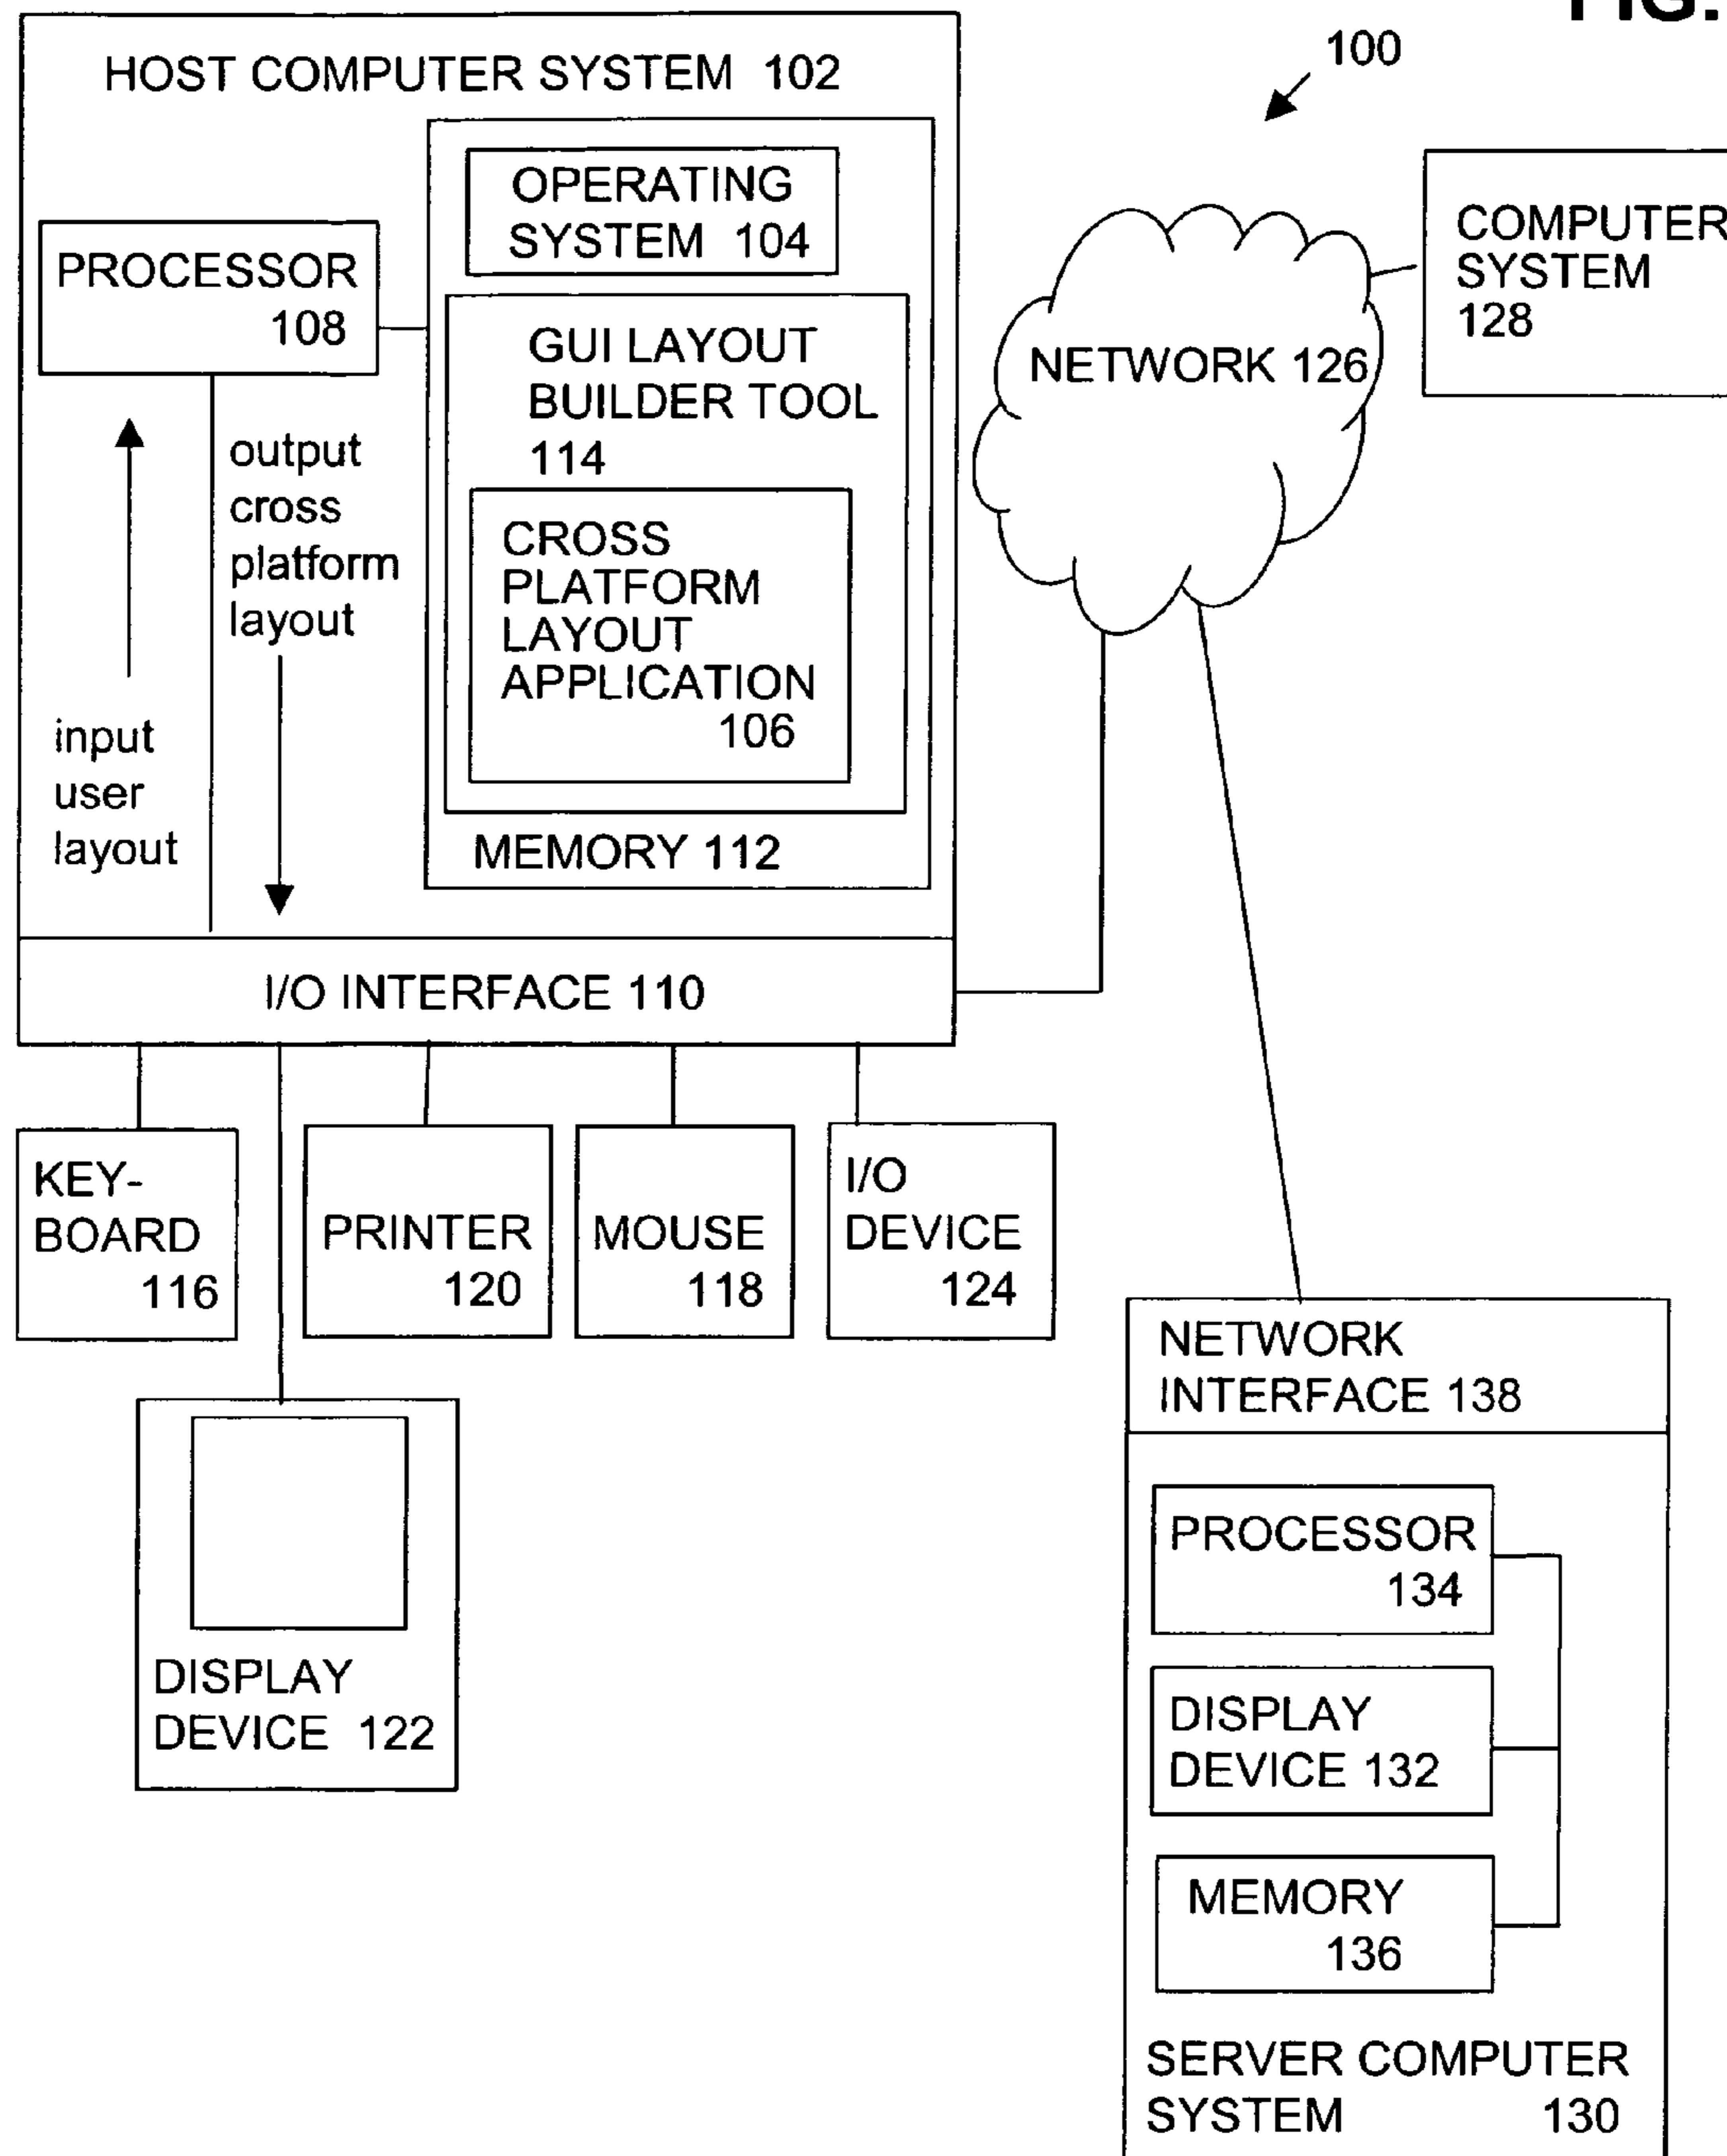 FIG.
100
HOST COMPUTER SYSTEM 102
OPERATING
SYSTEM 104
PROCESSOR
108
GUI LAYOUT
BUILDER TOOL
114
CROSS
PLATFORM
LAYOUT
APPLICATION
106
MEMORY 112
output
cross
platform
layout
input
user
layout
I/O INTERFACE 110
NETWORK 126
COMPUTER
SYSTEM
128
KEY-
BOARD
116
PRINTER
120
MOUSE
118
I/O
DEVICE
124
DISPLAY
DEVICE 122
NETWORK
INTERFACE 138
PROCESSOR
134
DISPLAY
DEVICE 132
MEMORY
136
SERVER COMPUTER
SYSTEM 130